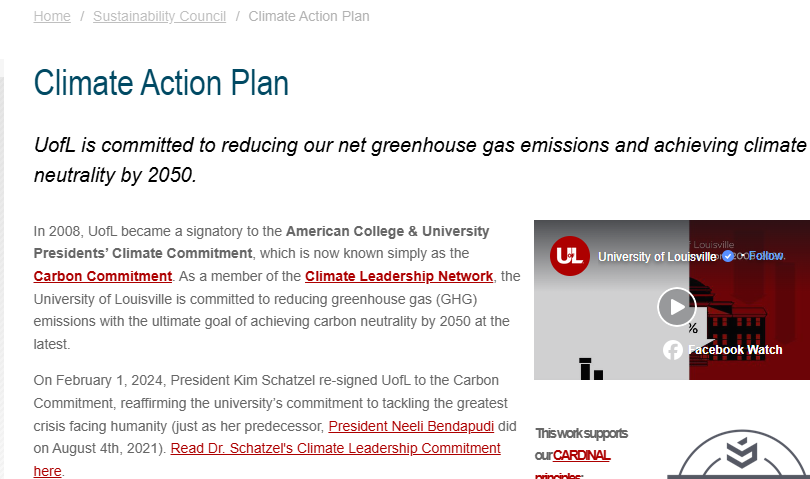 Home / Sustainability Council / Climate Action Plan
Climate Action Plan
UofL is committed to reducing our net greenhouse gas emissions and achieving climate
neutrality by 2050.
In 2008, UofL became a signatory to the American College & University
Presidents’ Climate Commitment, which is now known simply as the
Carbon Commitment. As a member of the Climate Leadership Network, the
University of Louisville is committed to reducing greenhouse gas (GHG)
emissions with the ultimate goal of achieving carbon neutrality by 2050 at the
latest.
On February 1, 2024, President Kim Schatzel re-signed UofL to the Carbon
Commitment, reaffirming the university’s commitment to tackling the greatest
crisis facing humanity (just as her predecessor, President Neeli Bendapudi did
on August 4th, 2021). Read Dr. Schatzel's Climate Leadership Commitment
here.
UofL
University of Louisville · Follow
f Louisville
%
Facebook Watch
This work supports
our CARDINAL
principles: